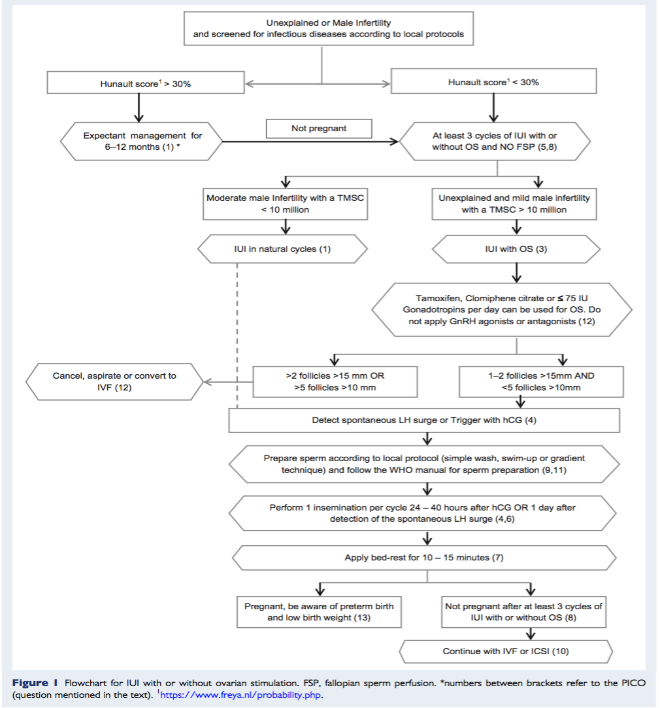 Unexplained or Male Infertility
and screened for infectious diseases according to local protocols
Hunault score¹ > 30%
Hunault score¹ < 30%
Expectant management for
6–12 months (1) *
Not pregnant
At least 3 cycles of IUI with or
without OS and NO FSP (5,8)
Moderate male Infertility with a TMSC
< 10 million
Unexplained and mild male infertility
with a TMSC > 10 million
IUI in natural cycles (1)
IUI with OS (3)
Tamoxifen, Clomiphene citrate or ≤ 75 IU
Gonadotropins per day can be used for OS. Do
not apply GnRH agonists or antagonists (12)
Cancel, aspirate or convert to
IVF (12)
>2 follicles >15 mm OR
>5 follicles >10 mm
1–2 follicles >15mm AND
<5 follicles >10mm
Detect spontaneous LH surge or Trigger with hCG (4)
Prepare sperm according to local protocol (simple wash, swim-up or gradient
technique) and follow the WHO manual for sperm preparation (9,11)
Perform 1 insemination per cycle 24 – 40 hours after hCG OR 1 day after
detection of the spontaneous LH surge (4,6)
Apply bed-rest for 10 – 15 minutes (7)
Pregnant, be aware of preterm birth
and low birth weight (13)
Not pregnant after at least 3 cycles of
IUI with or without OS (8)
Continue with IVF or ICSI (10)
Figure 1 Flowchart for IUI with or without ovarian stimulation. FSP, fallopian sperm perfusion. *numbers between brackets refer to the PICO
(question mentioned in the text). ¹https://www.freya.nl/probability.php.